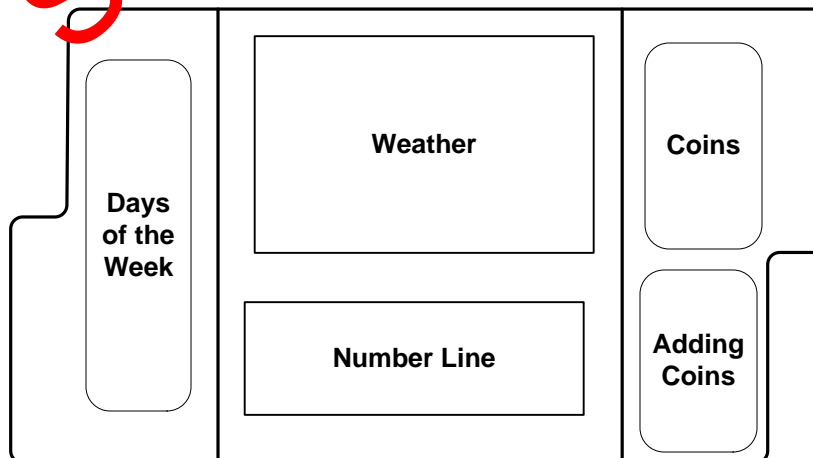 Days
of the
Week
Weather
Number Line
Coins
Adding
Coins